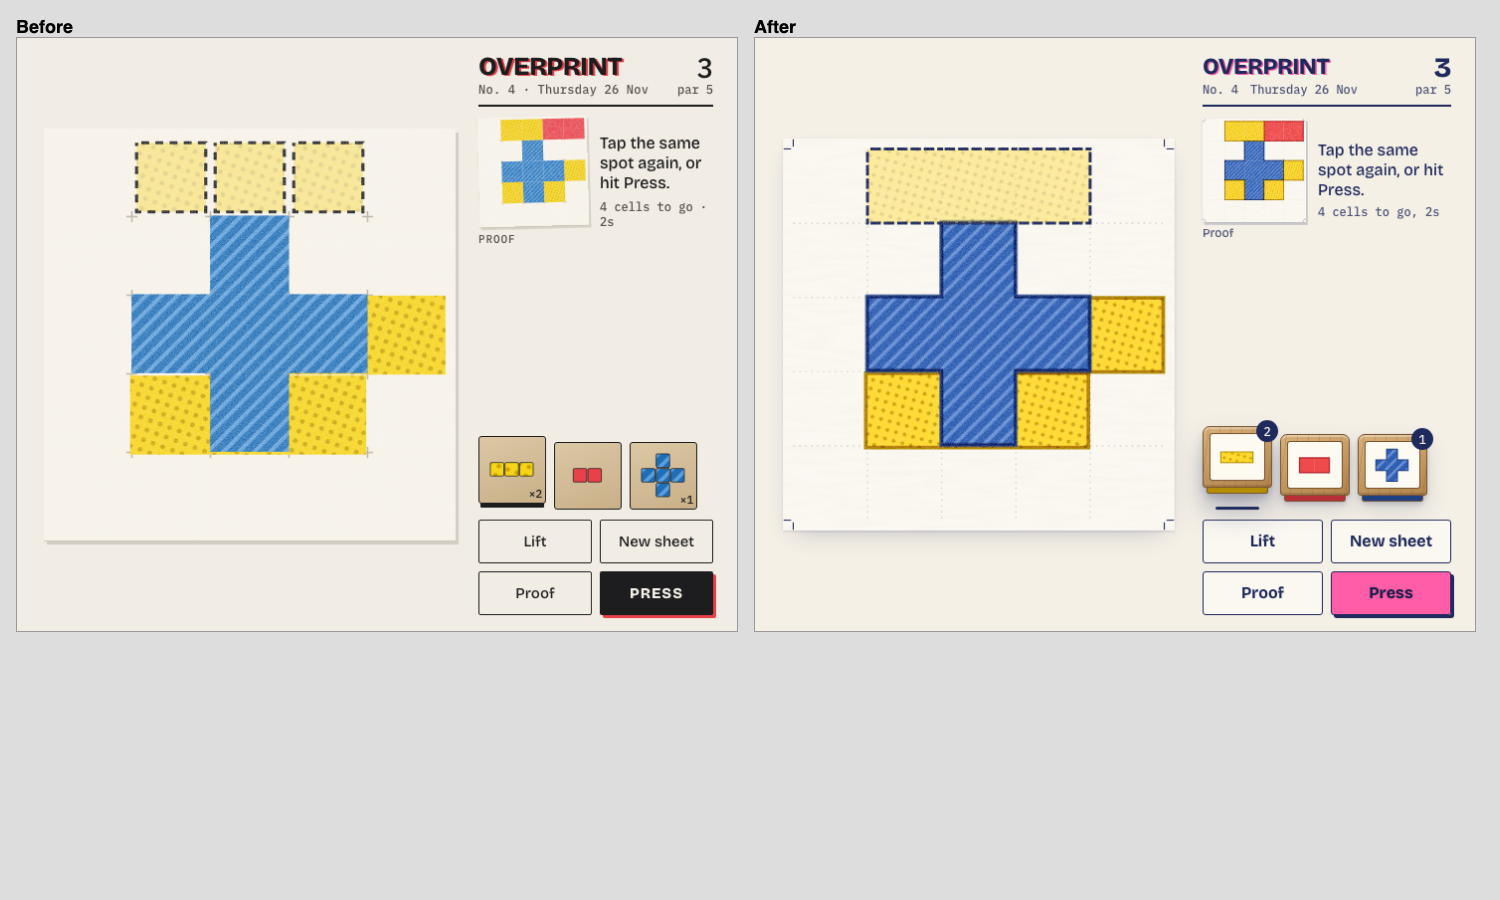 Before
OVERPRINT
3
No. 4 · Thursday 26 Nov
par 5
Tap the same
spot again, or
hit Press.
4 cells to go ·
2s
PROOF
×2
×1
Lift
New sheet
Proof
PRESS
After
OVERPRINT
3
No. 4 Thursday 26 Nov
par 5
Tap the same
spot again, or hit
Press.
4 cells to go, 2s
Proof
2
1
Lift
New sheet
Proof
Press